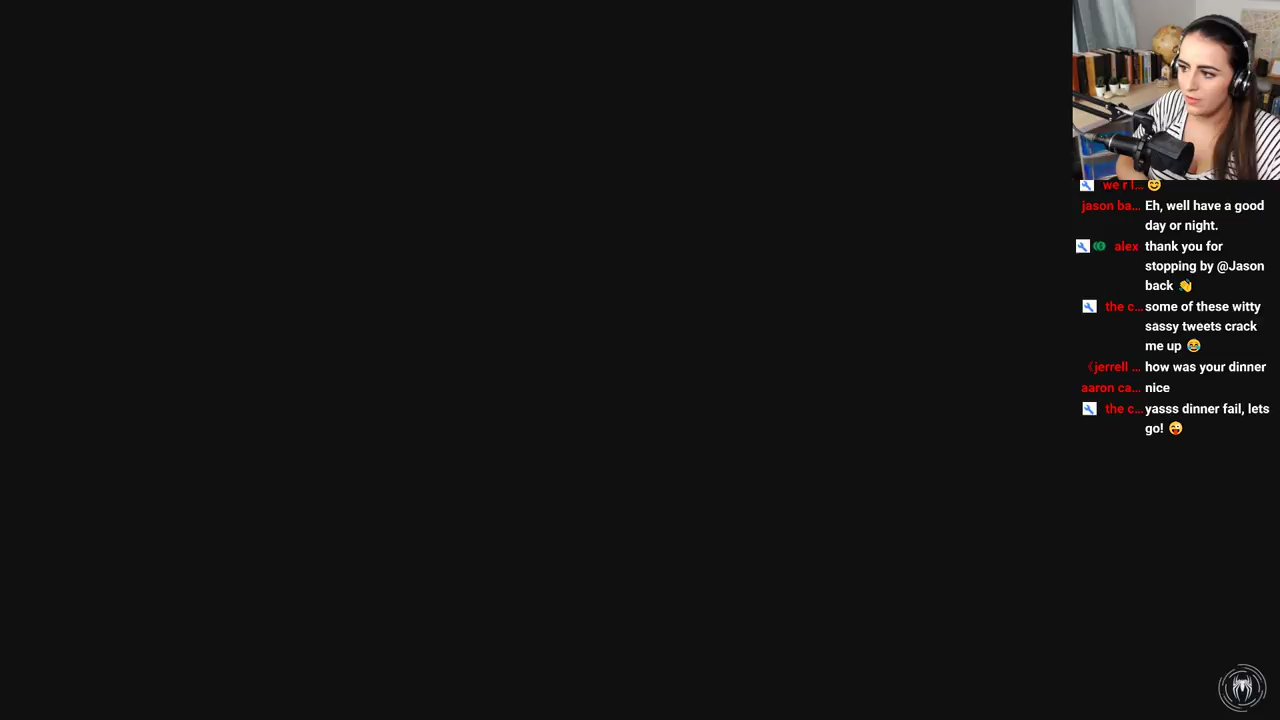 we r l… 😊
jason ba… Eh, well have a good
day or night.
alex thank you for
stopping by @Jason
back 👏
the c… some of these witty
sassy tweets crack
me up 😂
《jerrell … how was your dinner
aaron ca… nice
the c… yasss dinner fail, lets
go! 😜